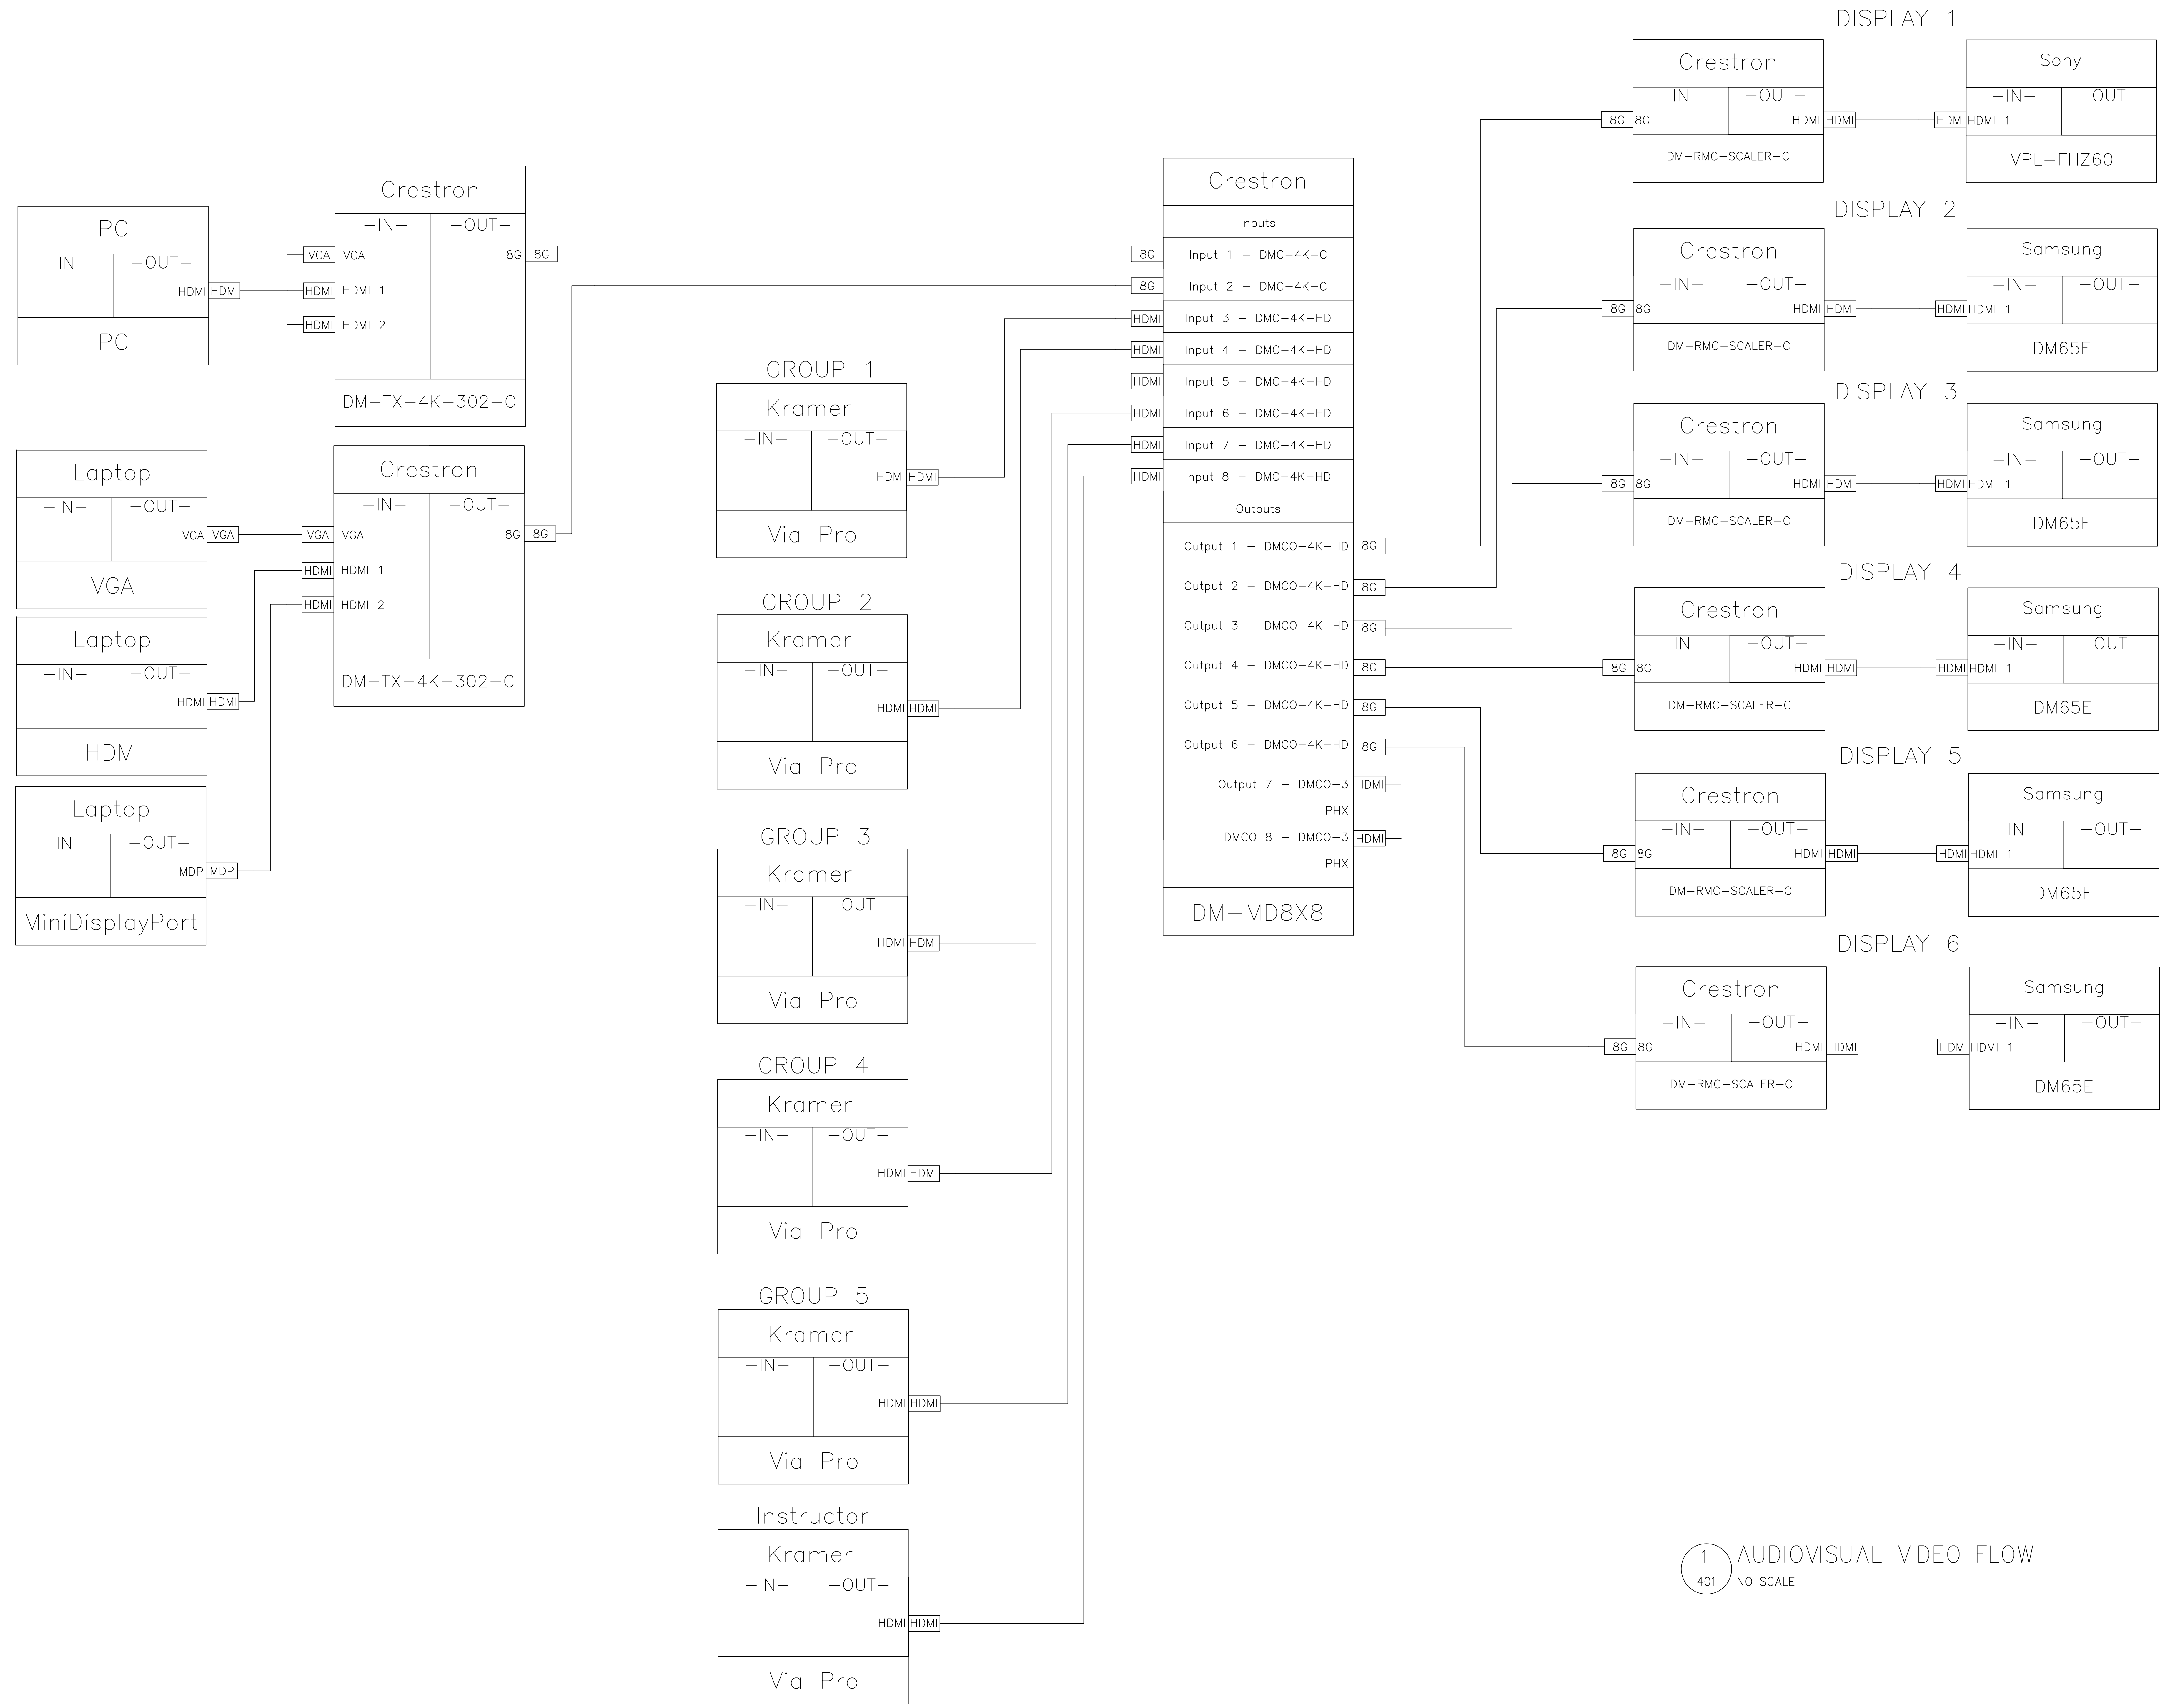 PC
-IN- -OUT-
HDMI HDMI
PC
Laptop
-IN- -OUT-
VGA VGA
VGA
Laptop
-IN- -OUT-
HDMI HDMI
HDMI
Laptop
-IN- -OUT-
MDP MDP
MiniDisplayPort
Crestron
-IN- -OUT-
VGA VGA 8G 8G
HDMI HDMI 1
HDMI HDMI 2
DM-TX-4K-302-C
Crestron
-IN- -OUT-
VGA VGA 8G 8G
HDMI HDMI 1
HDMI HDMI 2
DM-TX-4K-302-C
GROUP 1
Kramer
-IN- -OUT-
HDMI HDMI
Via Pro
GROUP 2
Kramer
-IN- -OUT-
HDMI HDMI
Via Pro
GROUP 3
Kramer
-IN- -OUT-
HDMI HDMI
Via Pro
GROUP 4
Kramer
-IN- -OUT-
HDMI HDMI
Via Pro
GROUP 5
Kramer
-IN- -OUT-
HDMI HDMI
Via Pro
Instructor
Kramer
-IN- -OUT-
HDMI HDMI
Via Pro
Crestron
Inputs
8G Input 1 - DMC-4K-C
8G Input 2 - DMC-4K-C
HDMI Input 3 - DMC-4K-HD
HDMI Input 4 - DMC-4K-HD
HDMI Input 5 - DMC-4K-HD
HDMI Input 6 - DMC-4K-HD
HDMI Input 7 - DMC-4K-HD
HDMI Input 8 - DMC-4K-HD
Outputs
Output 1 - DMCO-4K-HD 8G
Output 2 - DMCO-4K-HD 8G
Output 3 - DMCO-4K-HD 8G
Output 4 - DMCO-4K-HD 8G
Output 5 - DMCO-4K-HD 8G
Output 6 - DMCO-4K-HD 8G
Output 7 - DMCO-3 HDMI
PHX
DMCO 8 - DMCO-3 HDMI
PHX
DM-MD8X8
DISPLAY 1
Crestron
-IN- -OUT-
8G 8G HDMI HDMI
DM-RMC-SCALER-C
Sony
-IN- -OUT-
HDMI HDMI 1
VPL-FHZ60
DISPLAY 2
Crestron
-IN- -OUT-
8G 8G HDMI HDMI
DM-RMC-SCALER-C
Samsung
-IN- -OUT-
HDMI HDMI 1
DM65E
DISPLAY 3
Crestron
-IN- -OUT-
8G 8G HDMI HDMI
DM-RMC-SCALER-C
Samsung
-IN- -OUT-
HDMI HDMI 1
DM65E
DISPLAY 4
Crestron
-IN- -OUT-
8G 8G HDMI HDMI
DM-RMC-SCALER-C
Samsung
-IN- -OUT-
HDMI HDMI 1
DM65E
DISPLAY 5
Crestron
-IN- -OUT-
8G 8G HDMI HDMI
DM-RMC-SCALER-C
Samsung
-IN- -OUT-
HDMI HDMI 1
DM65E
DISPLAY 6
Crestron
-IN- -OUT-
8G 8G HDMI HDMI
DM-RMC-SCALER-C
Samsung
-IN- -OUT-
HDMI HDMI 1
DM65E
1 AUDIOVISUAL VIDEO FLOW
401 NO SCALE